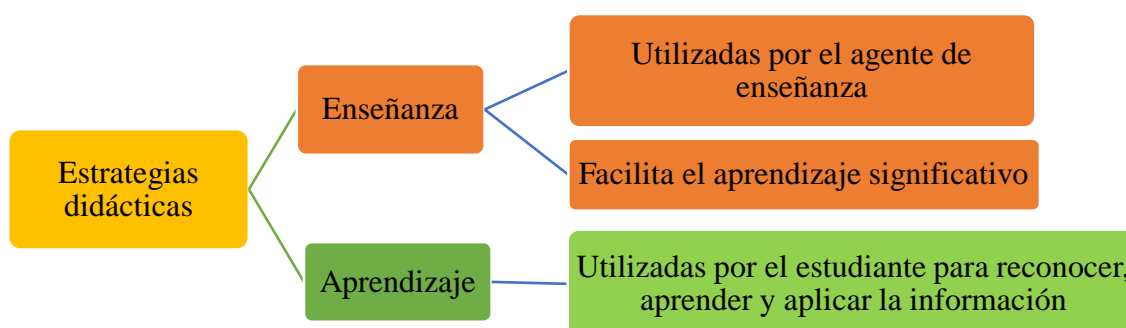 Utilizadas por el agente de
enseñanza
Enseñanza
Facilita el aprendizaje significativo
Estrategias
didácticas
Aprendizaje
Utilizadas por el estudiante para reconocer,
aprender y aplicar la información